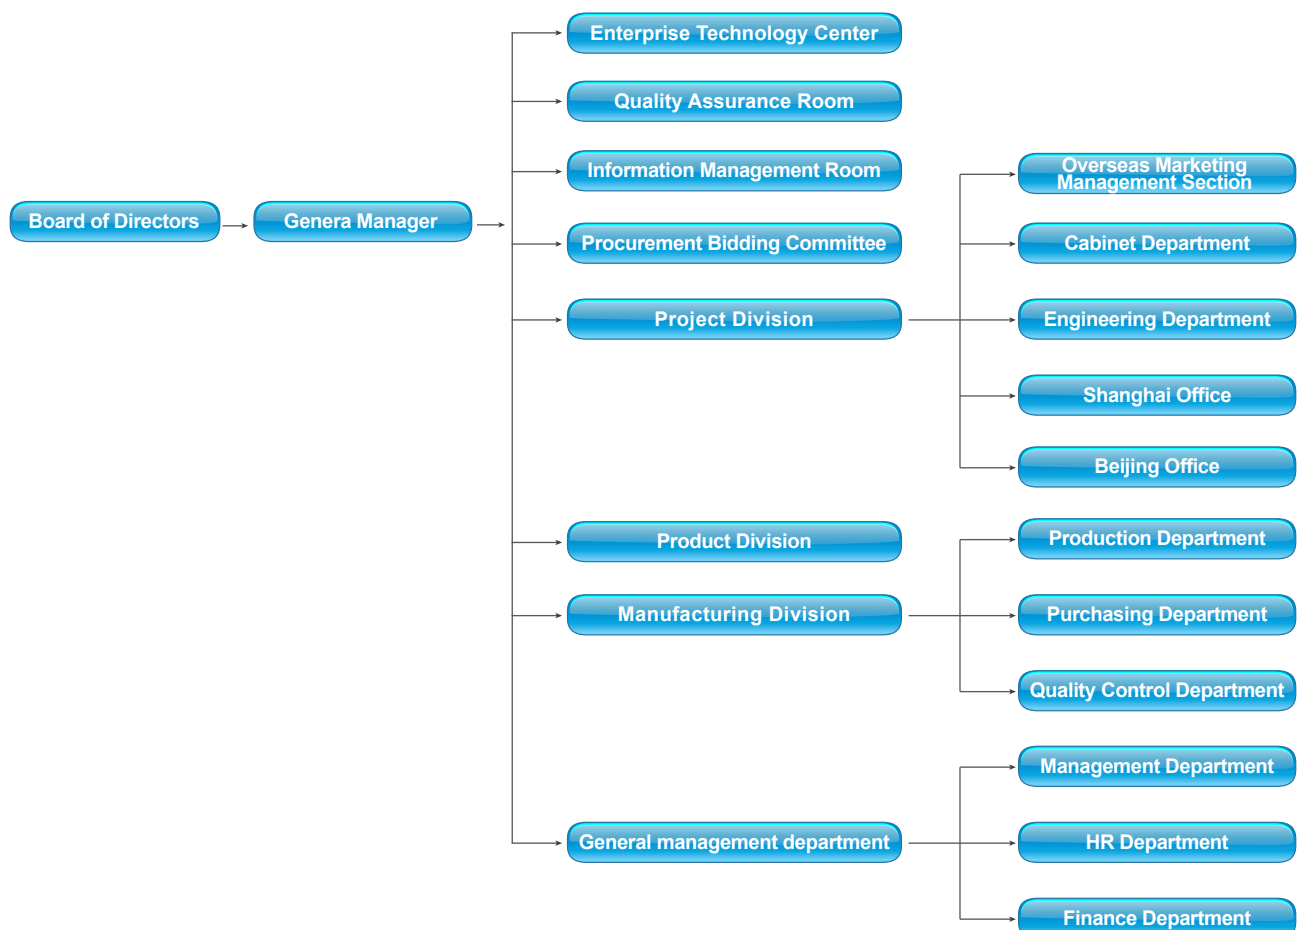 Board of Directors
Genera Manager
Enterprise Technology Center
Quality Assurance Room
Information Management Room
Procurement Bidding Committee
Project Division
Product Division
Manufacturing Division
General management department
Overseas Marketing
Management Section
Cabinet Department
Engineering Department
Shanghai Office
Beijing Office
Production Department
Purchasing Department
Quality Control Department
Management Department
HR Department
Finance Department